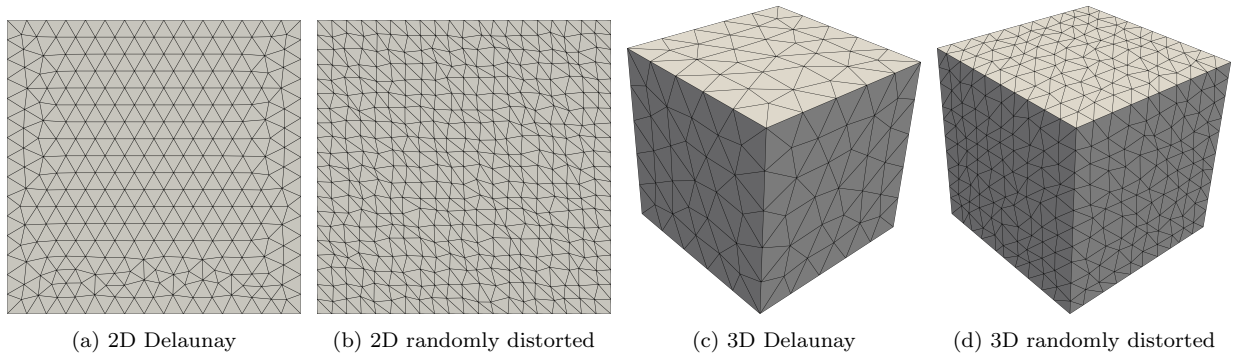 (a) 2D Delaunay
(b) 2D randomly distorted
(c) 3D Delaunay
(d) 3D randomly distorted